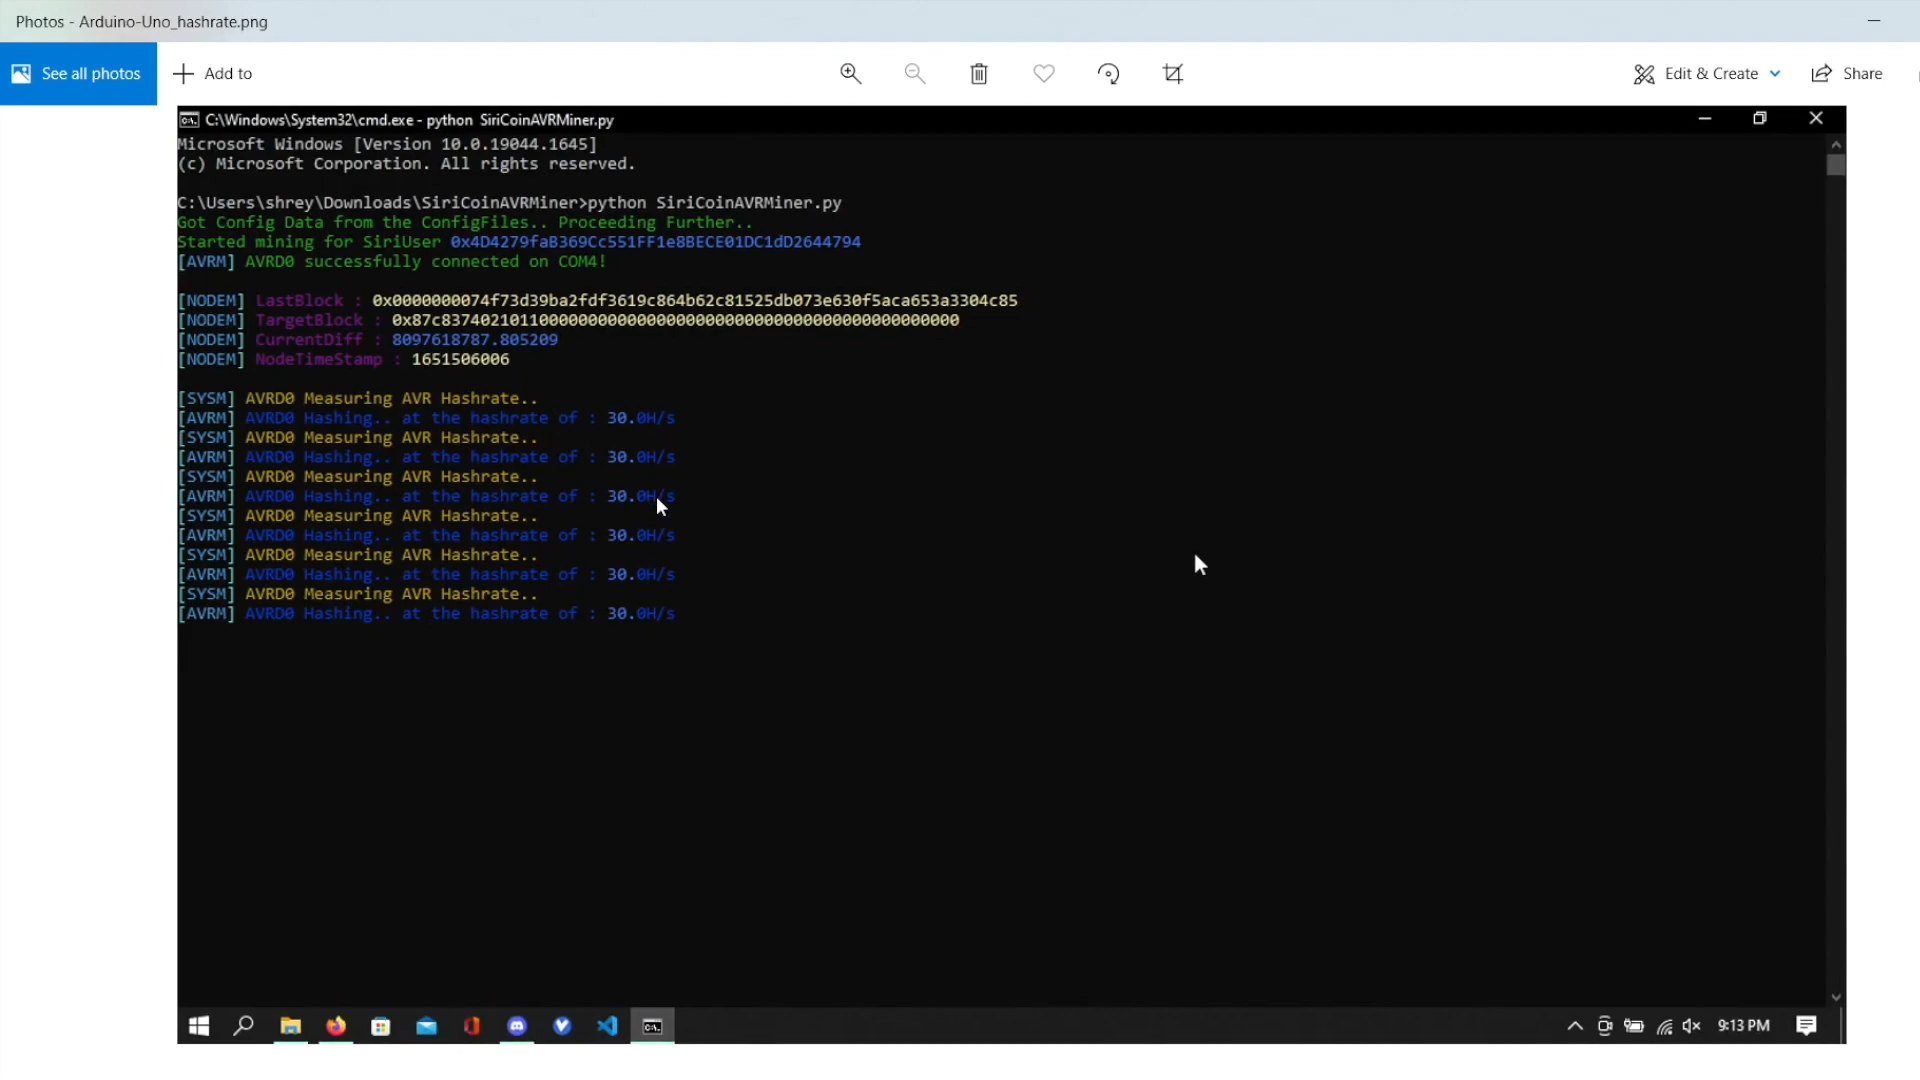 Photos - Arduino-Uno_hashrate.png
See all photos
Add to
Edit & Create
Share
C:\Windows\System32\cmd.exe - python SiriCoinAVRMiner.py
Microsoft Windows [Version 10.0.19044.1645]
(c) Microsoft Corporation. All rights reserved.
C:\Users\shrey\Downloads\SiriCoinAVRMiner>python SiriCoinAVRMiner.py
Got Config Data from the ConfigFiles.. Proceeding Further..
Started mining for SiriUser 0x4D4279faB369Cc551FF1e8BECE01DC1dD2644794
[AVRM] AVRD0 successfully connected on COM4!
[NODEM] LastBlock : 0x0000000074f73d39ba2fdf3619c864b62c81525db073e630f5aca653a3304c85
[NODEM] TargetBlock : 0x87c83740210110000000000000000000000000000000000000000000
[NODEM] CurrentDiff : 8097618787.805209
[NODEM] NodeTimeStamp : 1651506006
[SYSM] AVRD0 Measuring AVR Hashrate..
[AVRM] AVRD0 Hashing.. at the hashrate of : 30.0H/s
[SYSM] AVRD0 Measuring AVR Hashrate..
[AVRM] AVRD0 Hashing.. at the hashrate of : 30.0H/s
[SYSM] AVRD0 Measuring AVR Hashrate..
[AVRM] AVRD0 Hashing.. at the hashrate of : 30.0H/s
[SYSM] AVRD0 Measuring AVR Hashrate..
[AVRM] AVRD0 Hashing.. at the hashrate of : 30.0H/s
[SYSM] AVRD0 Measuring AVR Hashrate..
[AVRM] AVRD0 Hashing.. at the hashrate of : 30.0H/s
[SYSM] AVRD0 Measuring AVR Hashrate..
[AVRM] AVRD0 Hashing.. at the hashrate of : 30.0H/s
9:13 PM